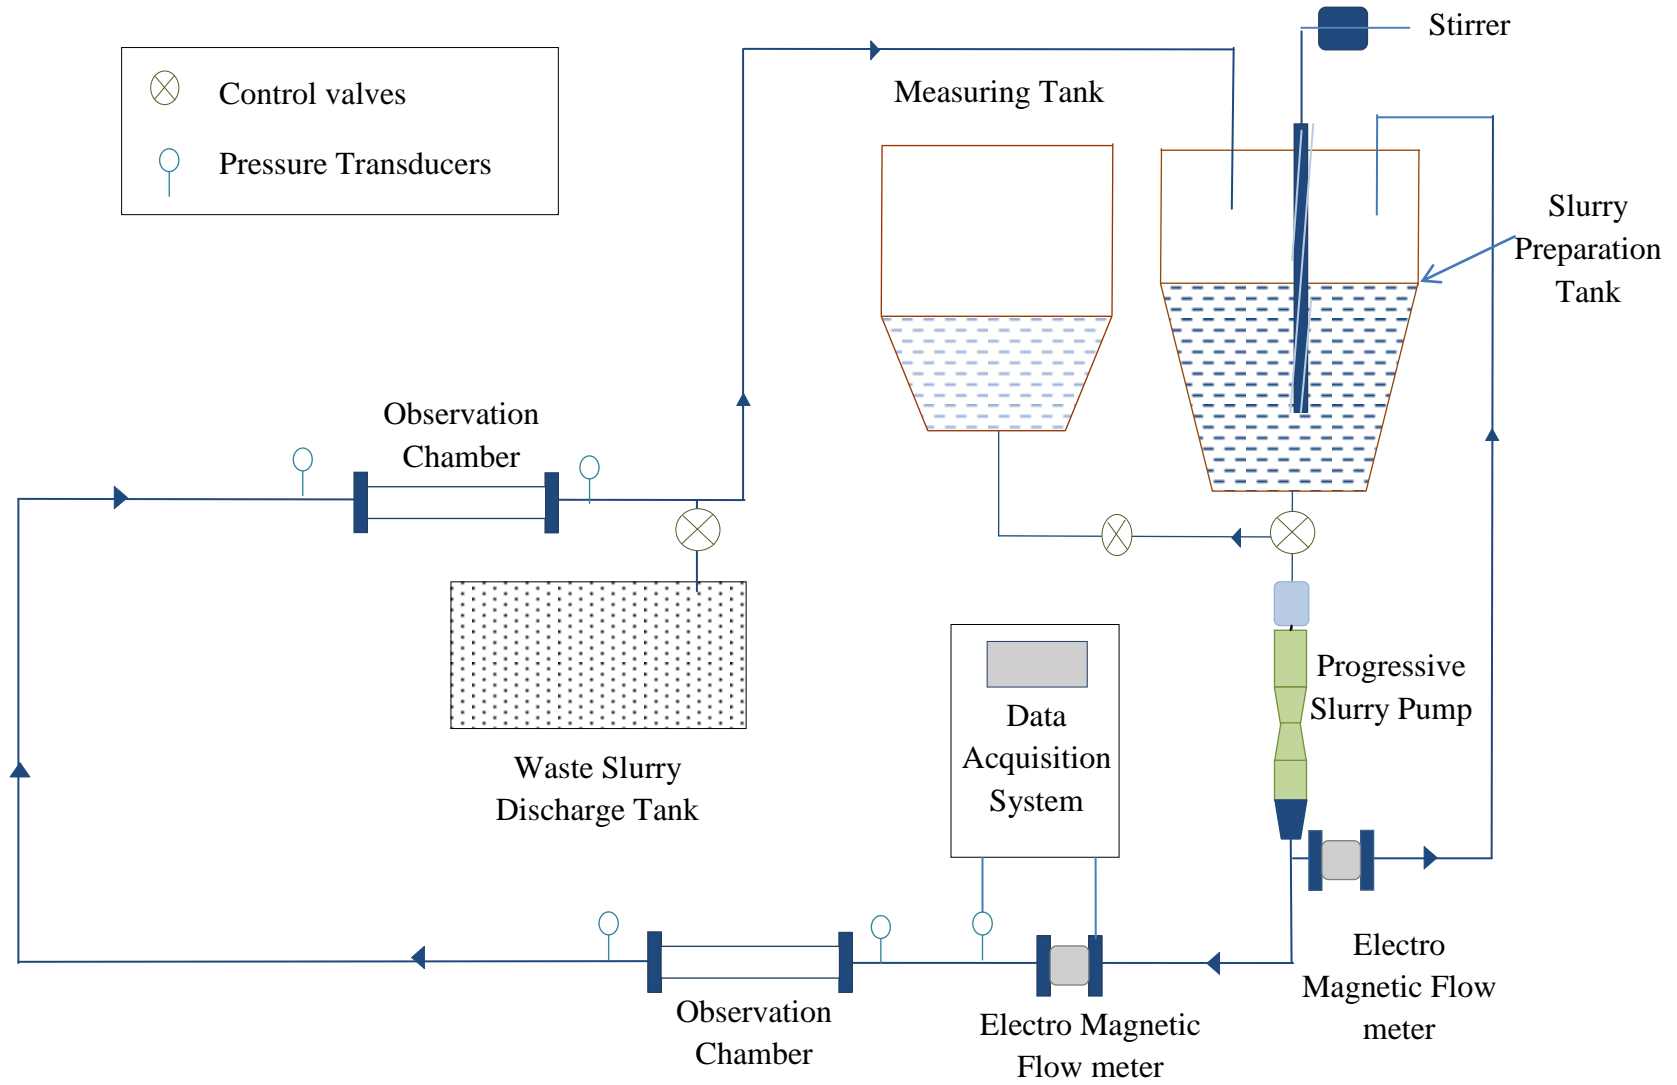 Stirrer
Control valves
Pressure Transducers
Measuring Tank
Slurry
Preparation
Tank
Observation
Chamber
Progressive
Slurry Pump
Data
Acquisition
System
Waste Slurry
Discharge Tank
Electro
Magnetic Flow
meter
Observation
Chamber
Electro Magnetic
Flow meter